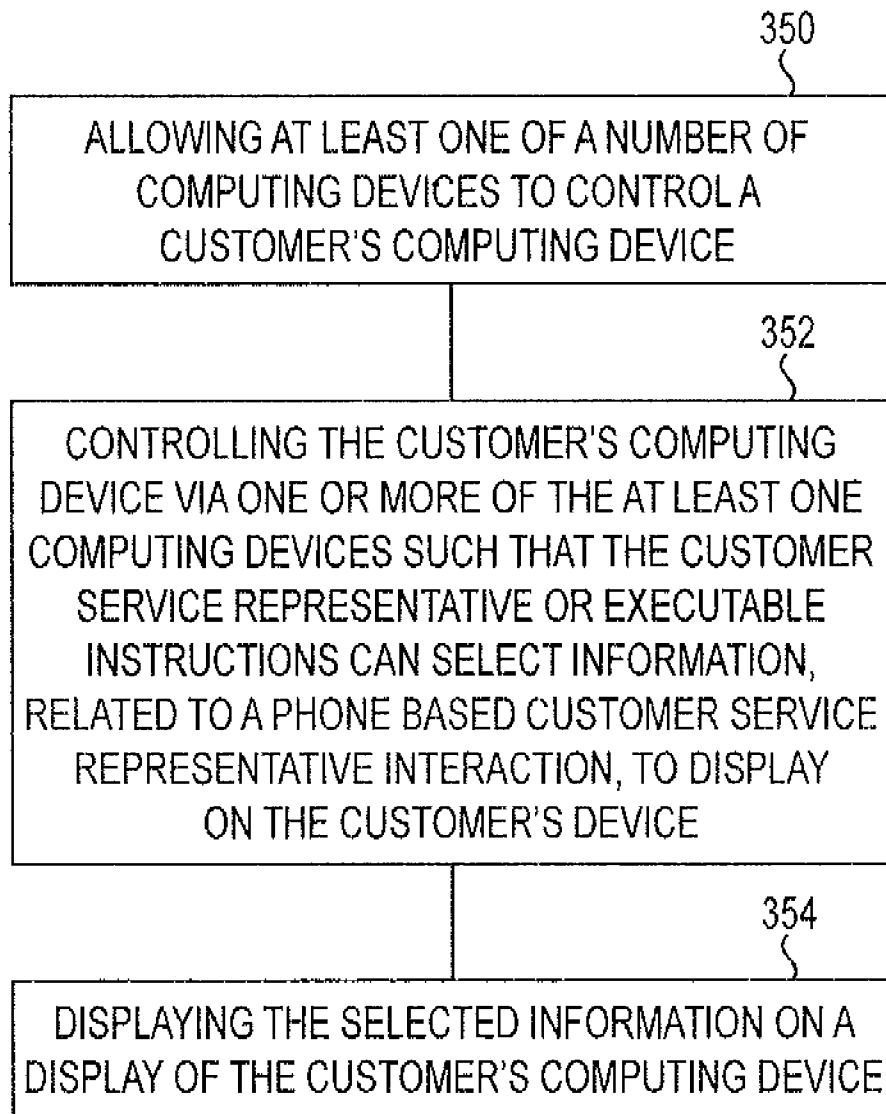 350
ALLOWING AT LEAST ONE OF A NUMBER OF
COMPUTING DEVICES TO CONTROL A
CUSTOMER'S COMPUTING DEVICE
352
CONTROLLING THE CUSTOMER'S COMPUTING
DEVICE VIA ONE OR MORE OF THE AT LEAST ONE
COMPUTING DEVICES SUCH THAT THE CUSTOMER
SERVICE REPRESENTATIVE OR EXECUTABLE
INSTRUCTIONS CAN SELECT INFORMATION,
RELATED TO A PHONE BASED CUSTOMER SERVICE
REPRESENTATIVE INTERACTION, TO DISPLAY
ON THE CUSTOMER'S DEVICE
354
DISPLAYING THE SELECTED INFORMATION ON A
DISPLAY OF THE CUSTOMER'S COMPUTING DEVICE